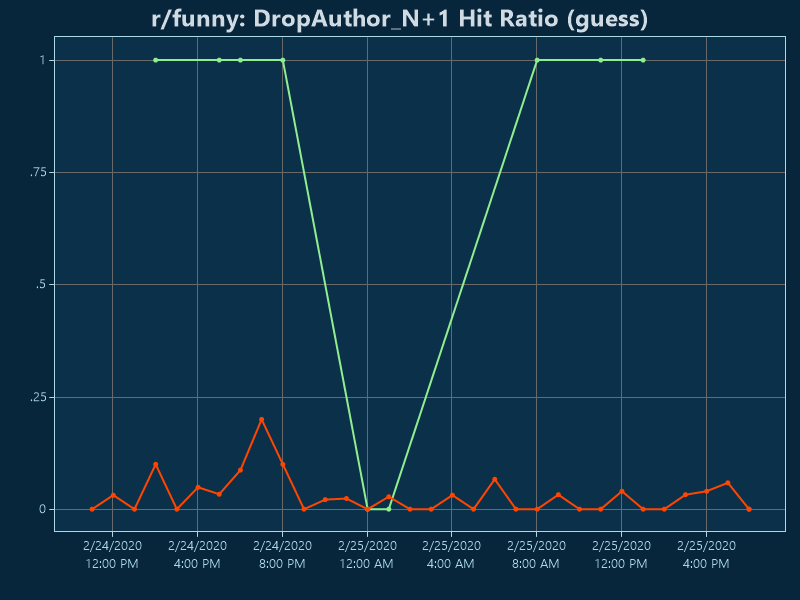 r/funny: DropAuthor_N+1 Hit Ratio (guess)
1
.75
.5
.25
0
2/24/2020 2/24/2020 2/24/2020 2/25/2020 2/25/2020 2/25/2020 2/25/2020 2/25/2020
12:00 PM 4:00 PM 8:00 PM 12:00 AM 4:00 AM 8:00 AM 12:00 PM 4:00 PM